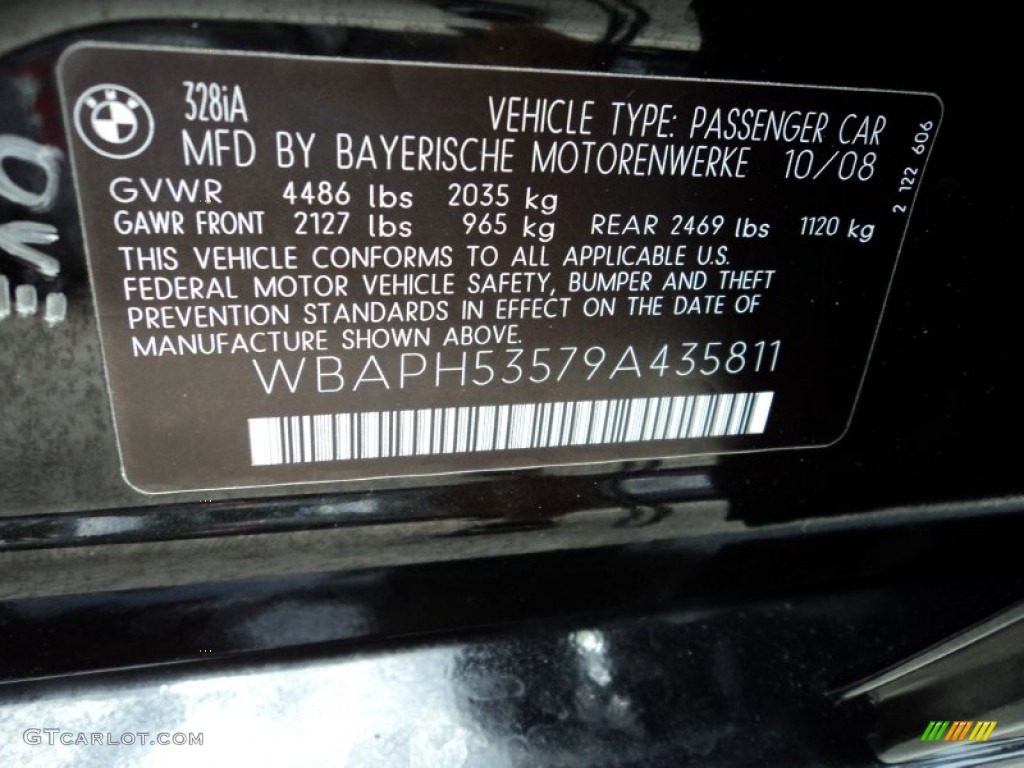 328iA
VEHICLE TYPE: PASSENGER CAR
MFD BY BAYERISCHE MOTORENWERKE 10/08
GVWR 4486 lbs 2035 kg
GAWR FRONT 2127 lbs 965 kg REAR 2469 lbs 1120 kg
THIS VEHICLE CONFORMS TO ALL APPLICABLE U.S.
FEDERAL MOTOR VEHICLE SAFETY, BUMPER AND THEFT
PREVENTION STANDARDS IN EFFECT ON THE DATE OF
MANUFACTURE SHOWN ABOVE.
WBAPH53579A435811
2 122 606
GTCARLOT.COM